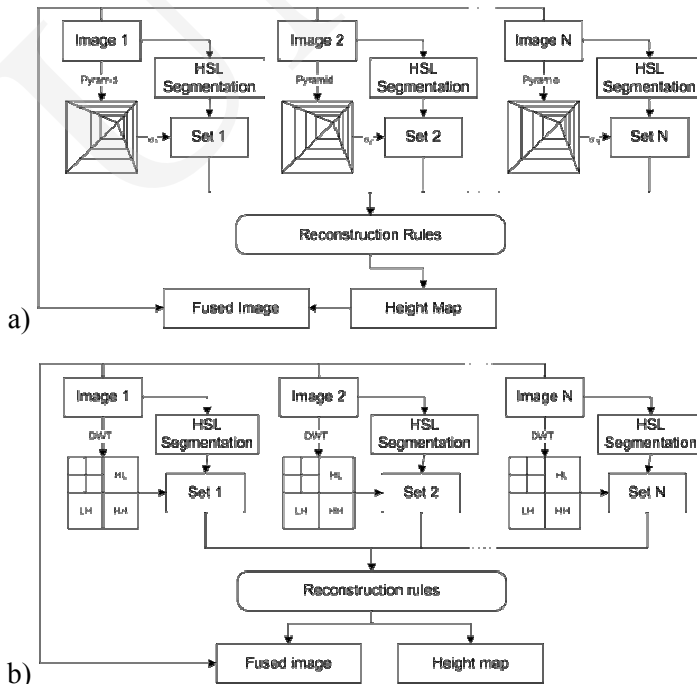 Image 1
Image 2
Image N
HSL
Segmentation
HSL
Segmentation
HSL
Segmentation
Pyramid
Pyramid
Set 1
Set 2
Set N
Reconstruction Rules
Fused Image
Height Map
a)
Image 1
Image 2
Image N
DWT
HSL
Segmentation
DWT
HSL
Segmentation
DWT
HSL
Segmentation
HL
LH
HH
Set 1
HL
LH
HH
Set 2
HL
LH
HH
Set N
Reconstruction rules
Fused image
Height map
b)